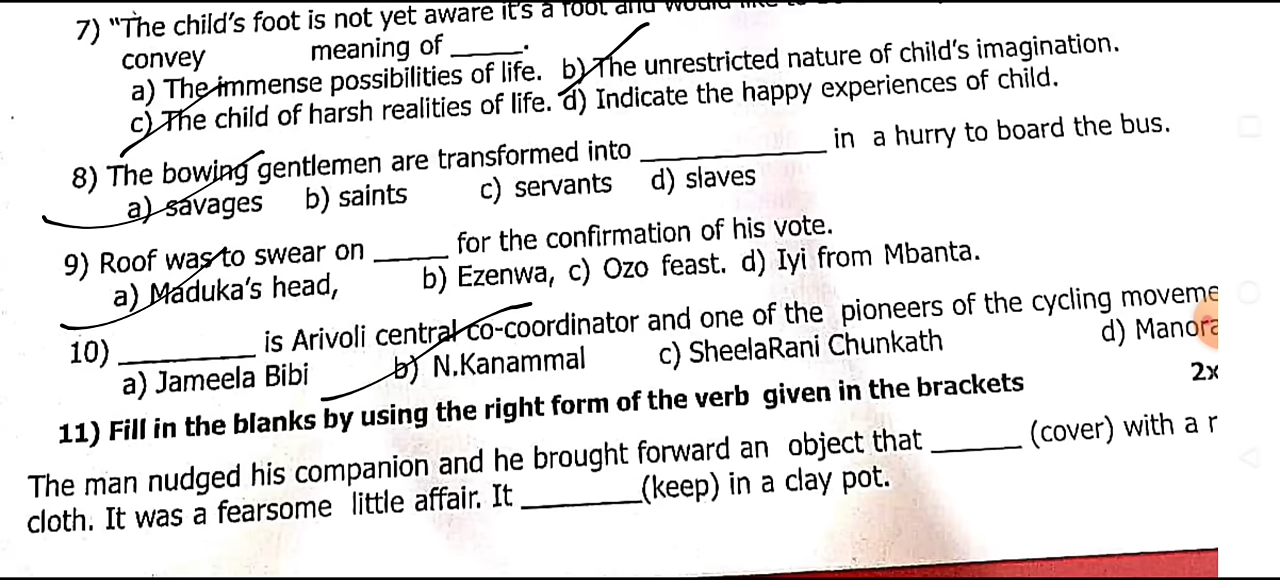 7) "The child's foot is not yet aware it's a foot and would like to
convey meaning of _____.
a) The immense possibilities of life. b) The unrestricted nature of child's imagination.
c) The child of harsh realities of life. d) Indicate the happy experiences of child.
8) The bowing gentlemen are transformed into ______________ in a hurry to board the bus.
a) savages b) saints c) servants d) slaves
9) Roof was to swear on ______ for the confirmation of his vote.
a) Maduka's head, b) Ezenwa, c) Ozo feast. d) Iyi from Mbanta.
10) __________ is Arivoli central co-coordinator and one of the pioneers of the cycling moveme
a) Jameela Bibi b) N.Kanammal c) SheelaRani Chunkath d) Manora
11) Fill in the blanks by using the right form of the verb given in the brackets 2x
The man nudged his companion and he brought forward an object that _______ (cover) with a r
cloth. It was a fearsome little affair. It _________(keep) in a clay pot.